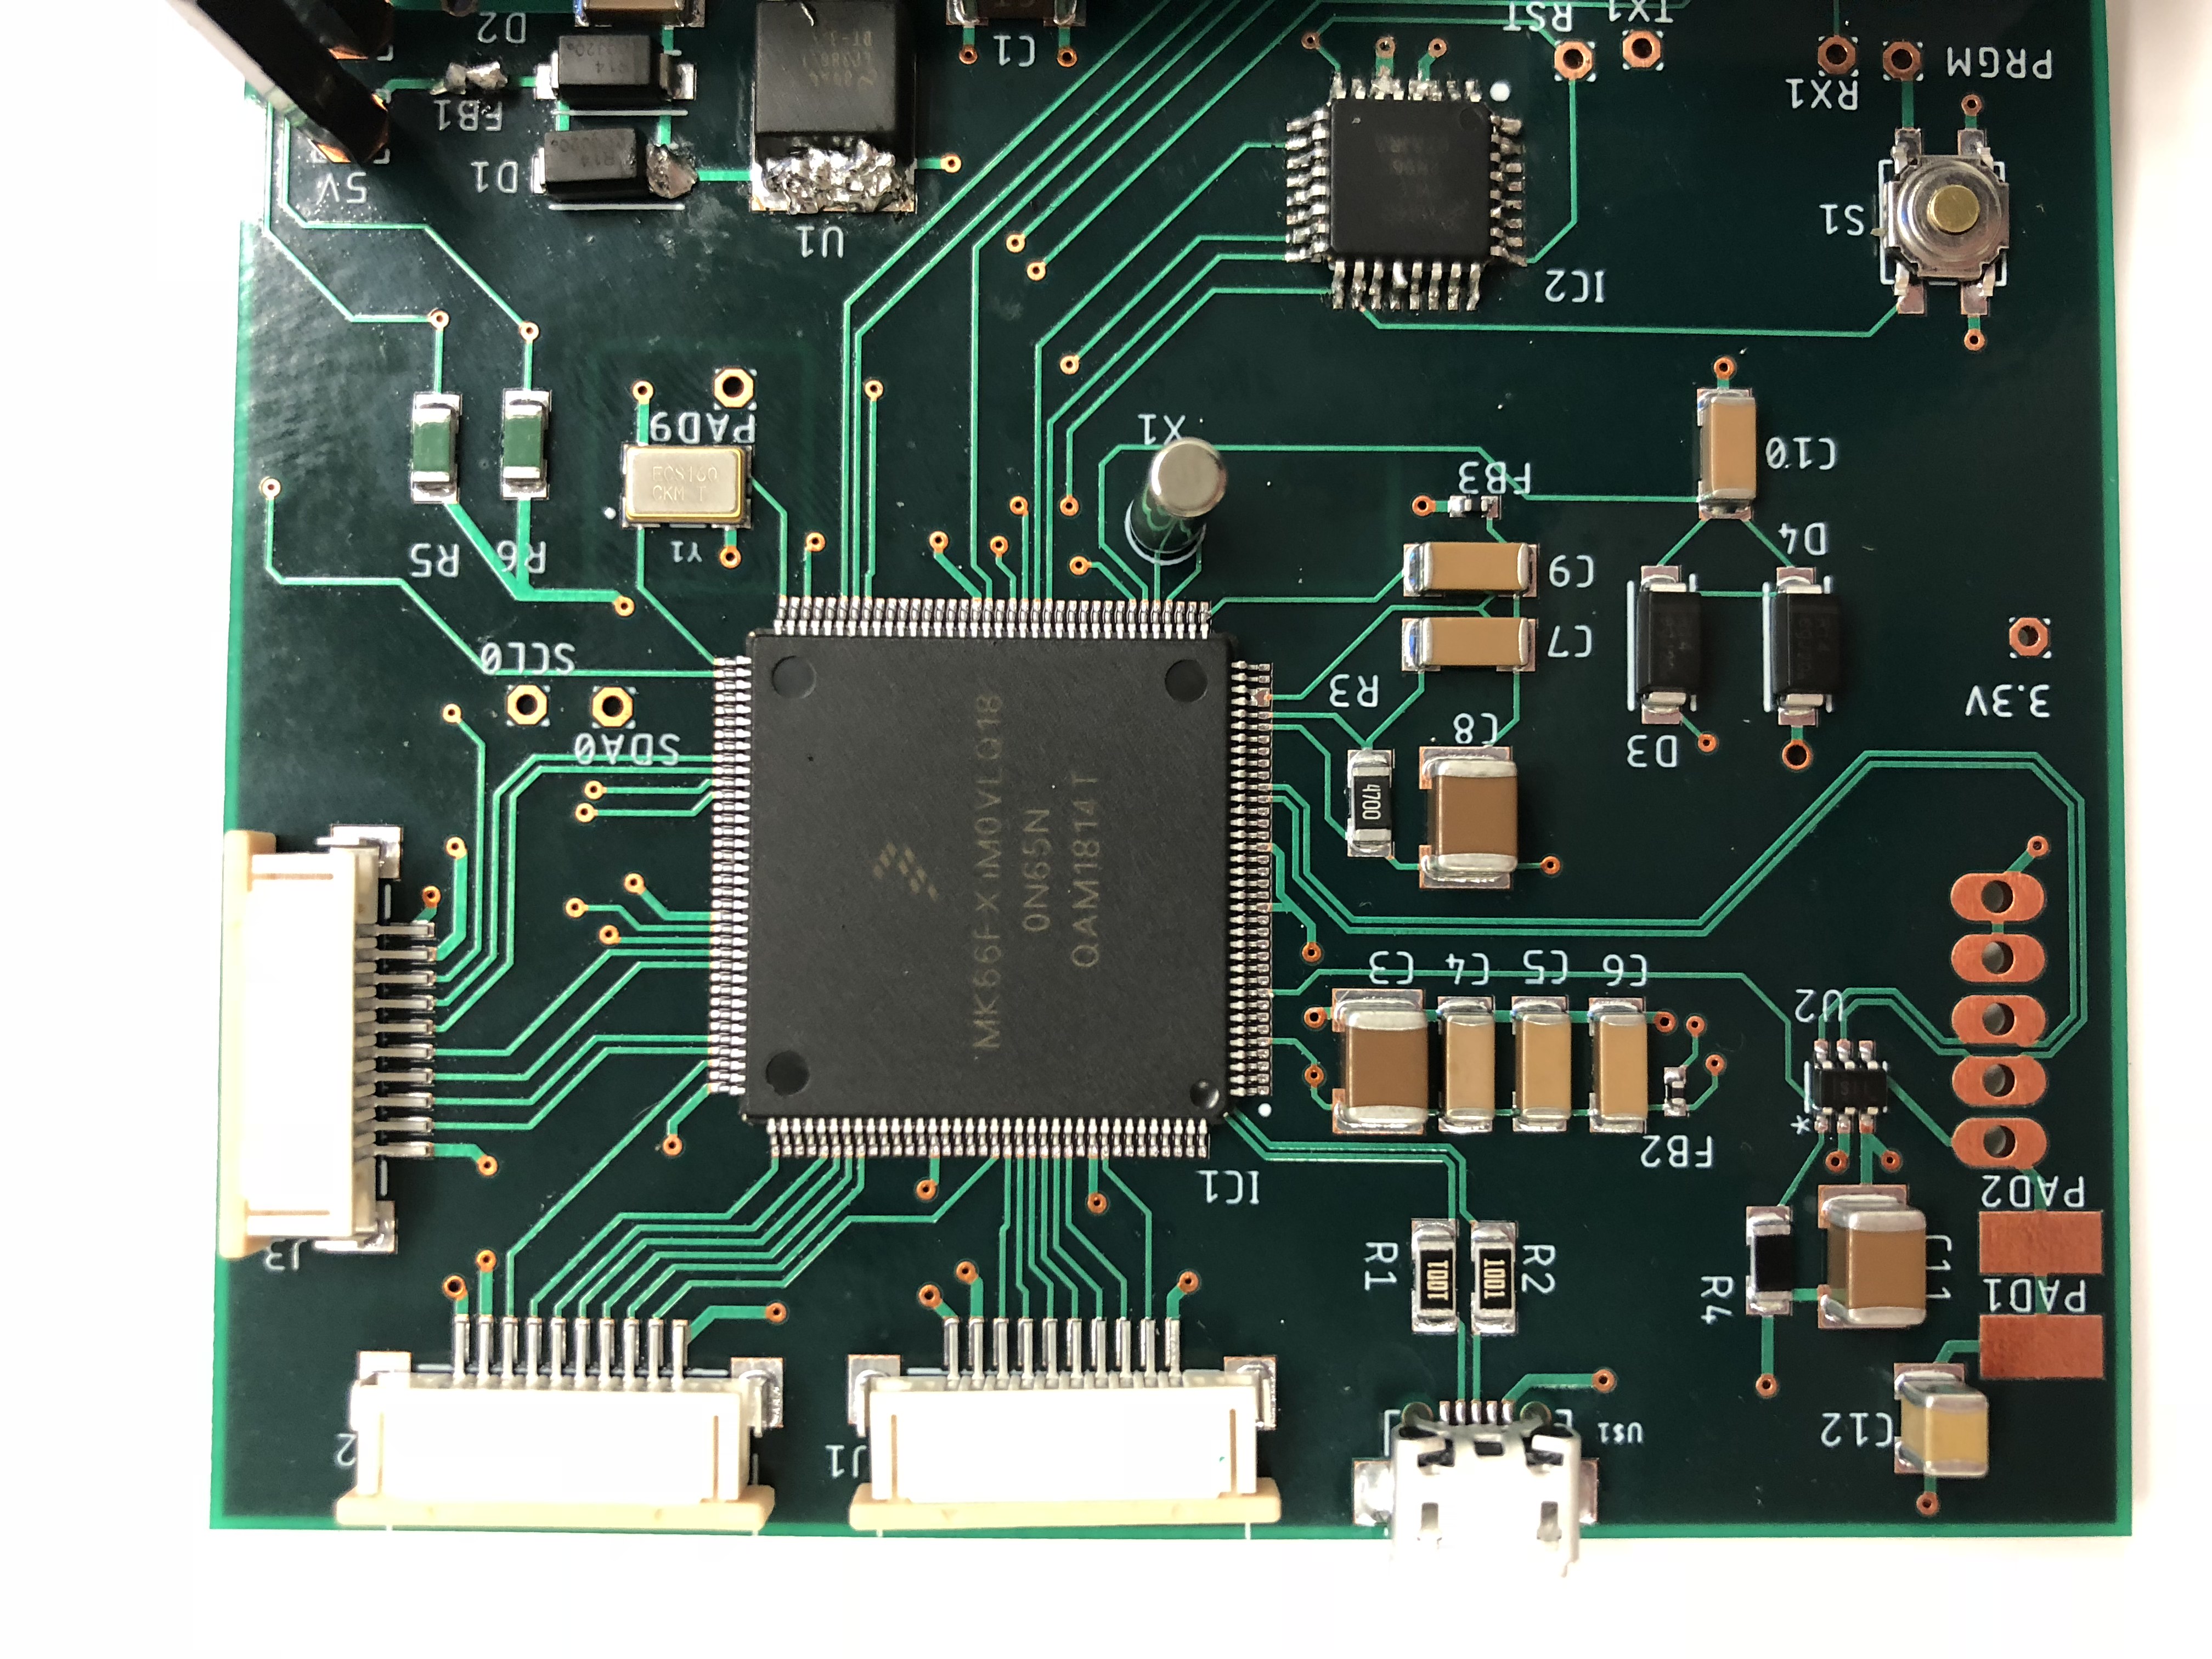 J3
5V
R5
FB1
D1
D2
R6
SCL0
SDA0
Y1
PAD9
J1
U1
MK66FX1M0VLQ18
0N65N
QAM1814T
C1
X1
IC1
R1
1001
1001
R2
U$1
C3
C4
C5
C6
FB2
4700
R3
C8
C7
C9
FB3
IC2
RST
TX1
D3
D4
C10
R4
*
U2
C12
C11
PAD1
PAD2
3.3V
S1
RX1
PRGM